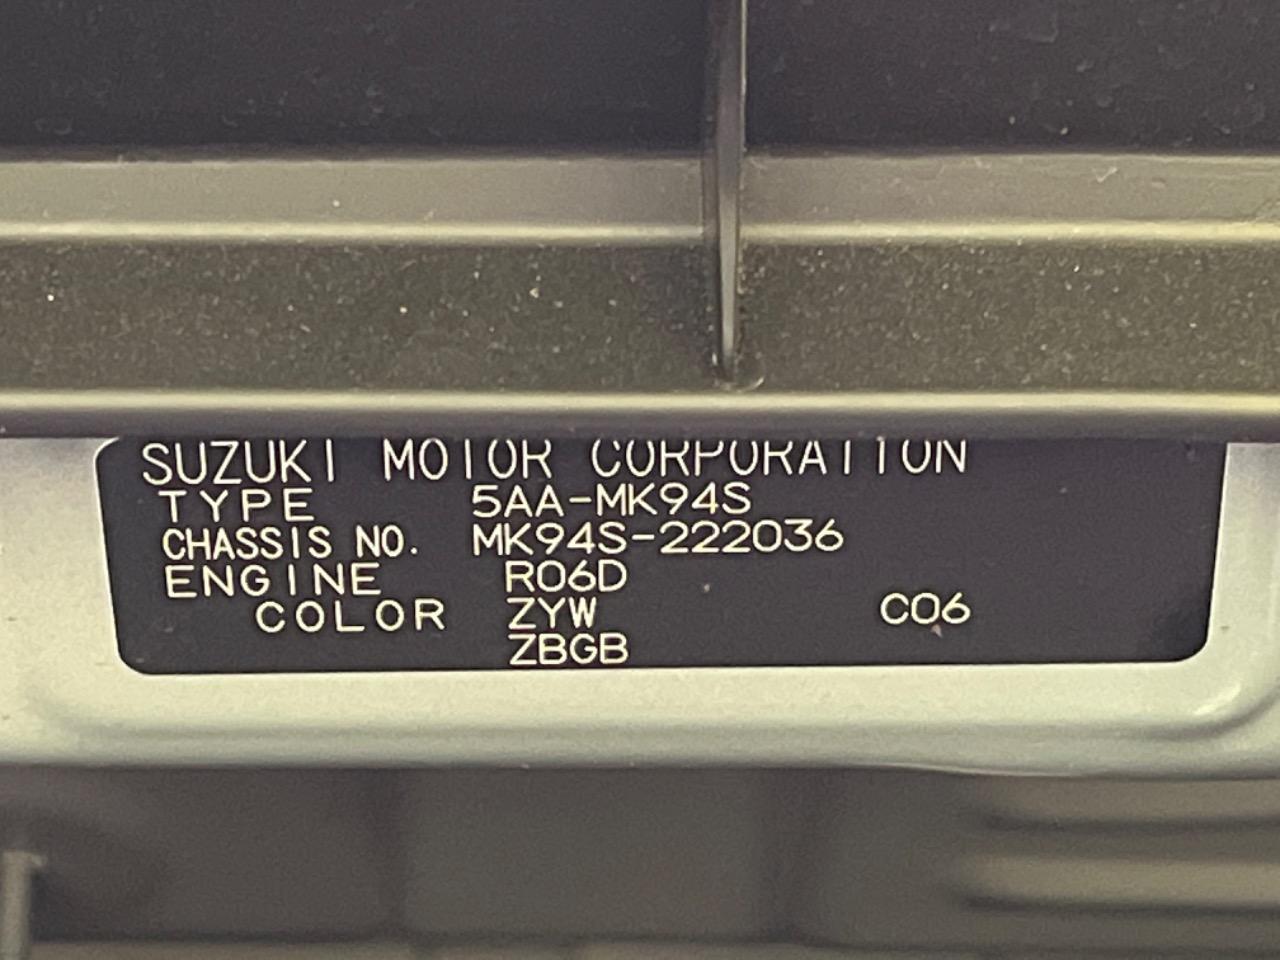 SUZUKI MOTOR CORPORATION
TYPE 5AA-MK94S
CHASSIS NO. MK94S-222036
ENGINE R06D
COLOR ZYW C06
ZBGB